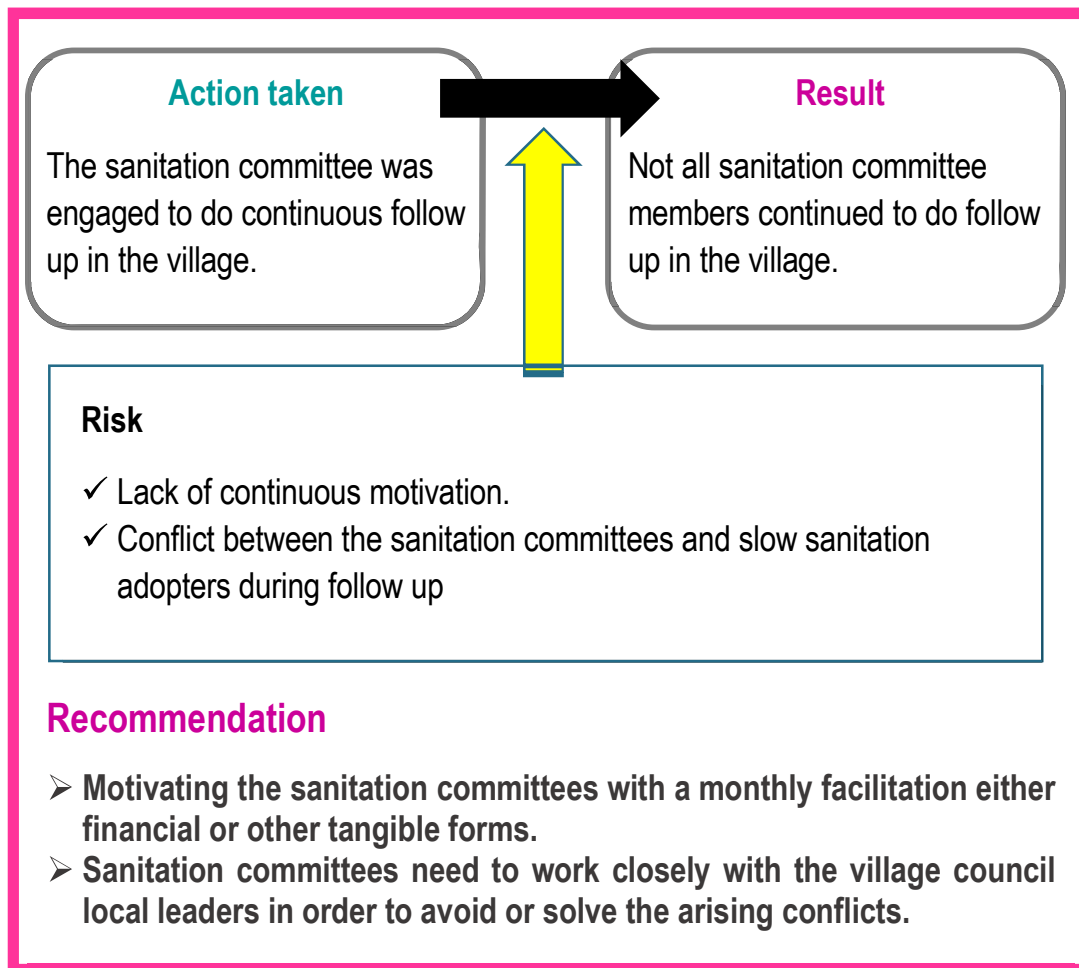 Action taken
The sanitation committee was
engaged to do continuous follow
up in the village.
Result
Not all sanitation committee
members continued to do follow
up in the village.
Risk
✓ Lack of continuous motivation.
✓ Conflict between the sanitation committees and slow sanitation
adopters during follow up
Recommendation
➢ Motivating the sanitation committees with a monthly facilitation either
financial or other tangible forms.
➢ Sanitation committees need to work closely with the village council
local leaders in order to avoid or solve the arising conflicts.